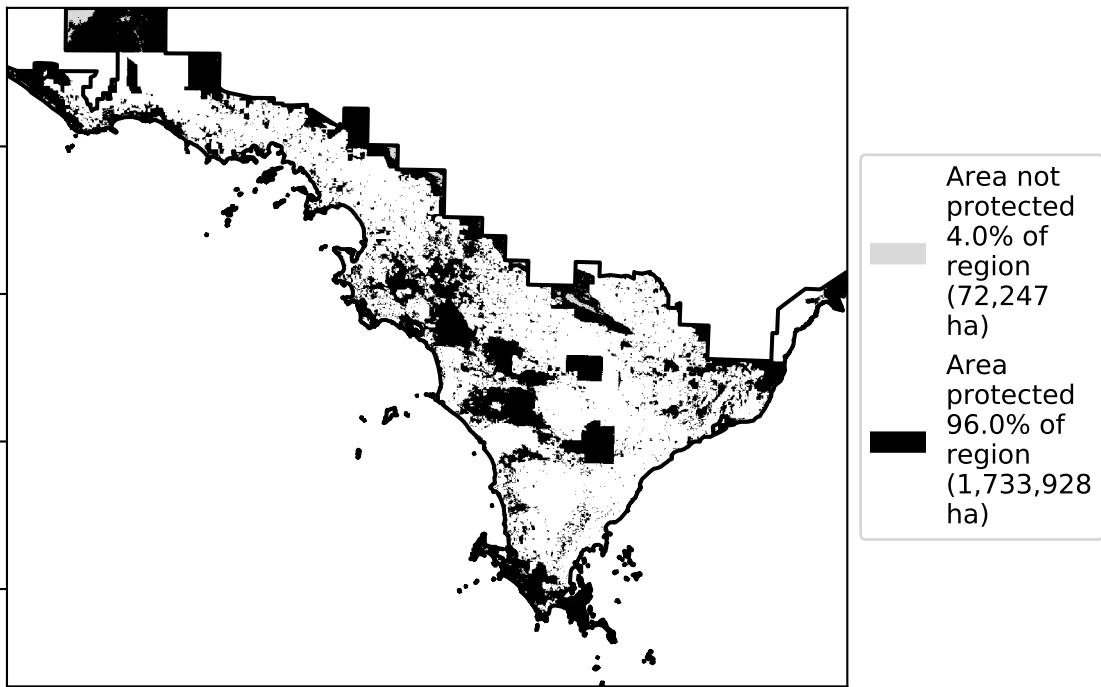 Area not
protected
4.0% of
region
(72,247
ha)
Area
protected
96.0% of
region
(1,733,928
ha)